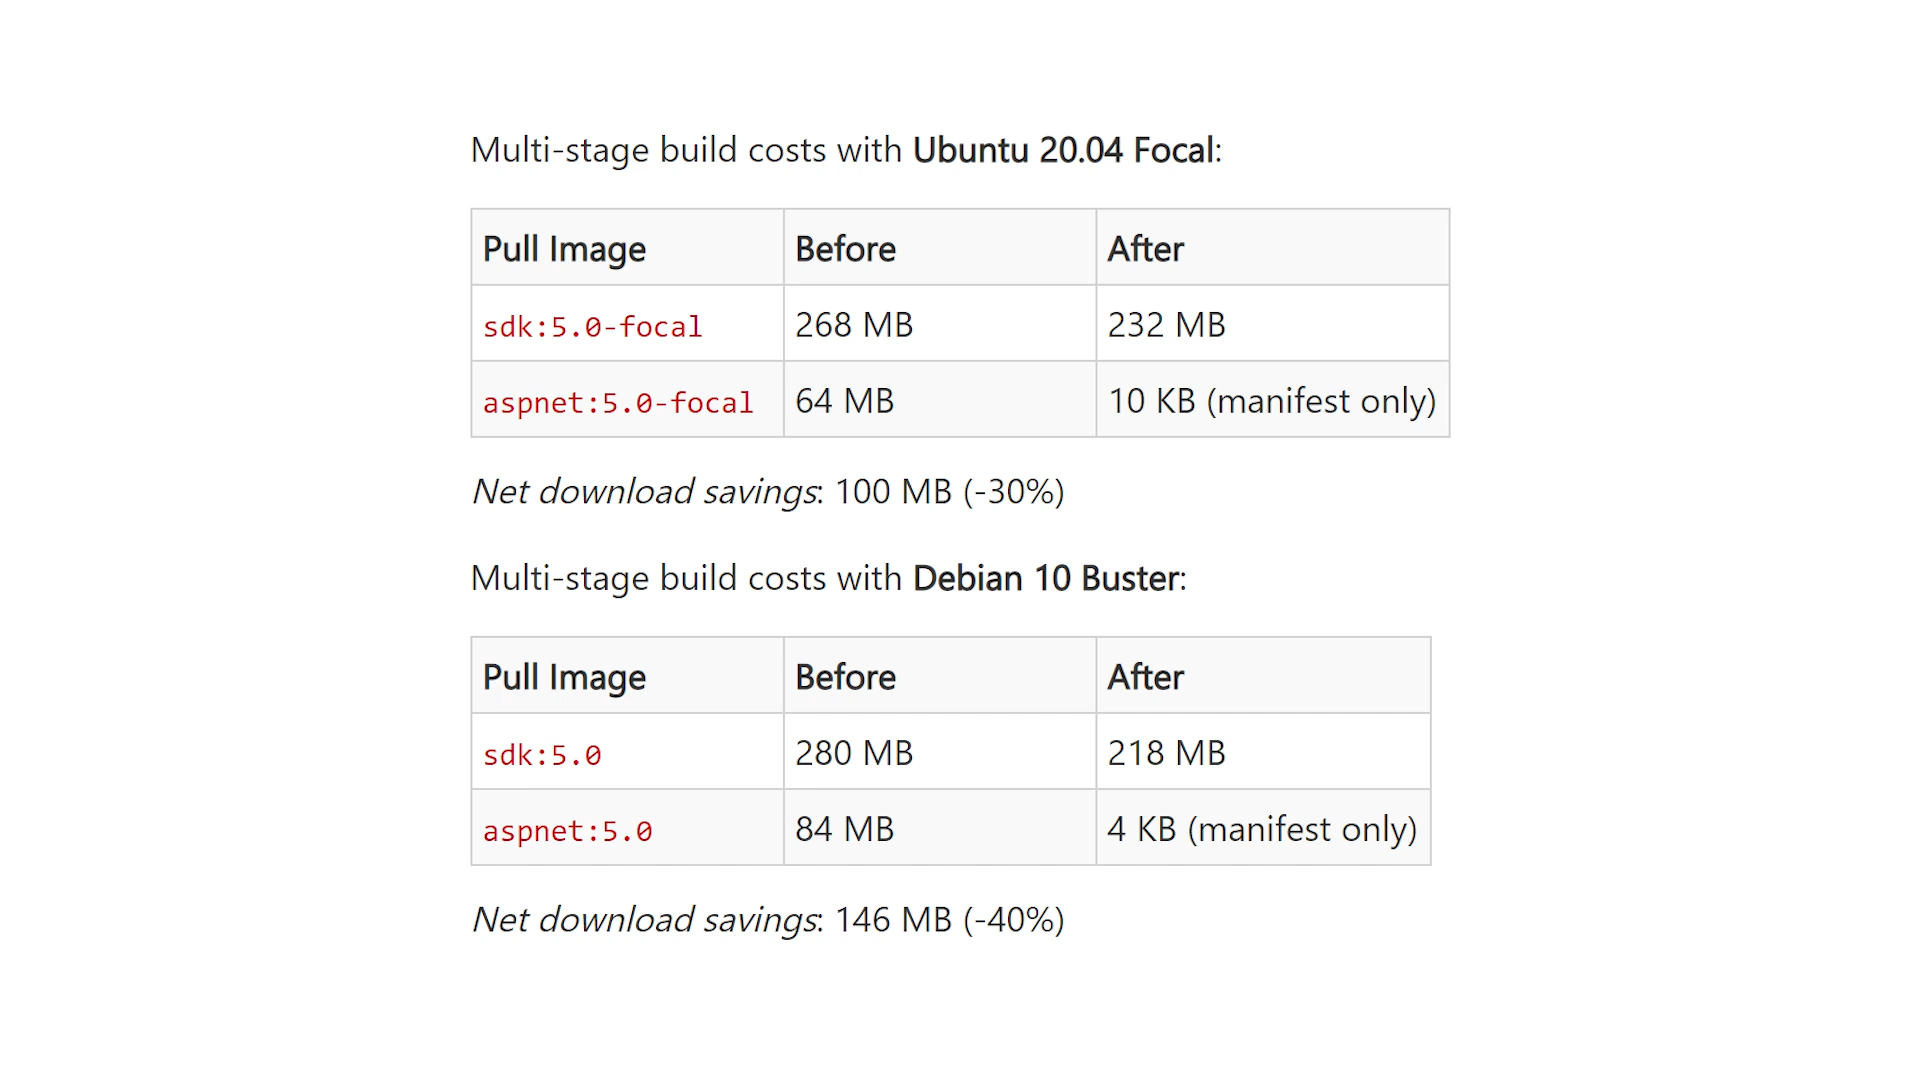 Multi-stage build costs with Ubuntu 20.04 Focal:
Pull Image Before After
sdk:5.0-focal 268 MB 232 MB
aspnet:5.0-focal 64 MB 10 KB (manifest only)
Net download savings: 100 MB (-30%)
Multi-stage build costs with Debian 10 Buster:
Pull Image Before After
sdk:5.0 280 MB 218 MB
aspnet:5.0 84 MB 4 KB (manifest only)
Net download savings: 146 MB (-40%)